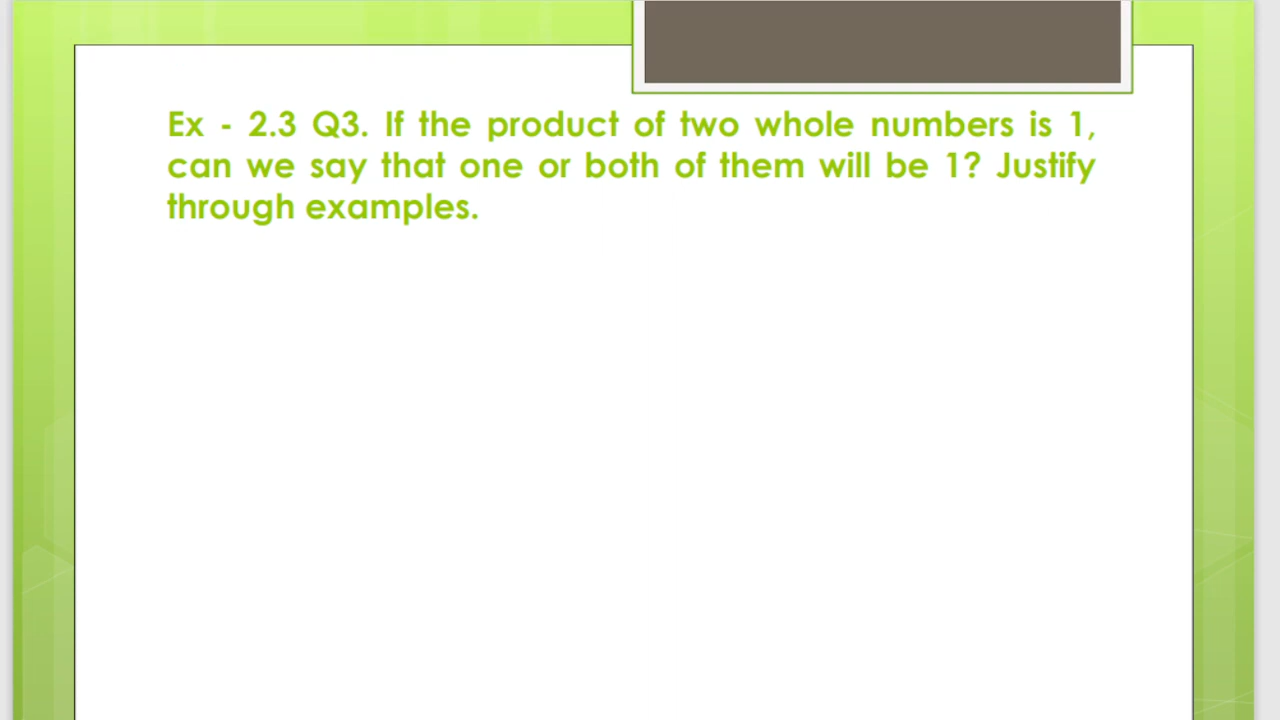 Ex - 2.3 Q3. If the product of two whole numbers is 1,
can we say that one or both of them will be 1? Justify
through examples.